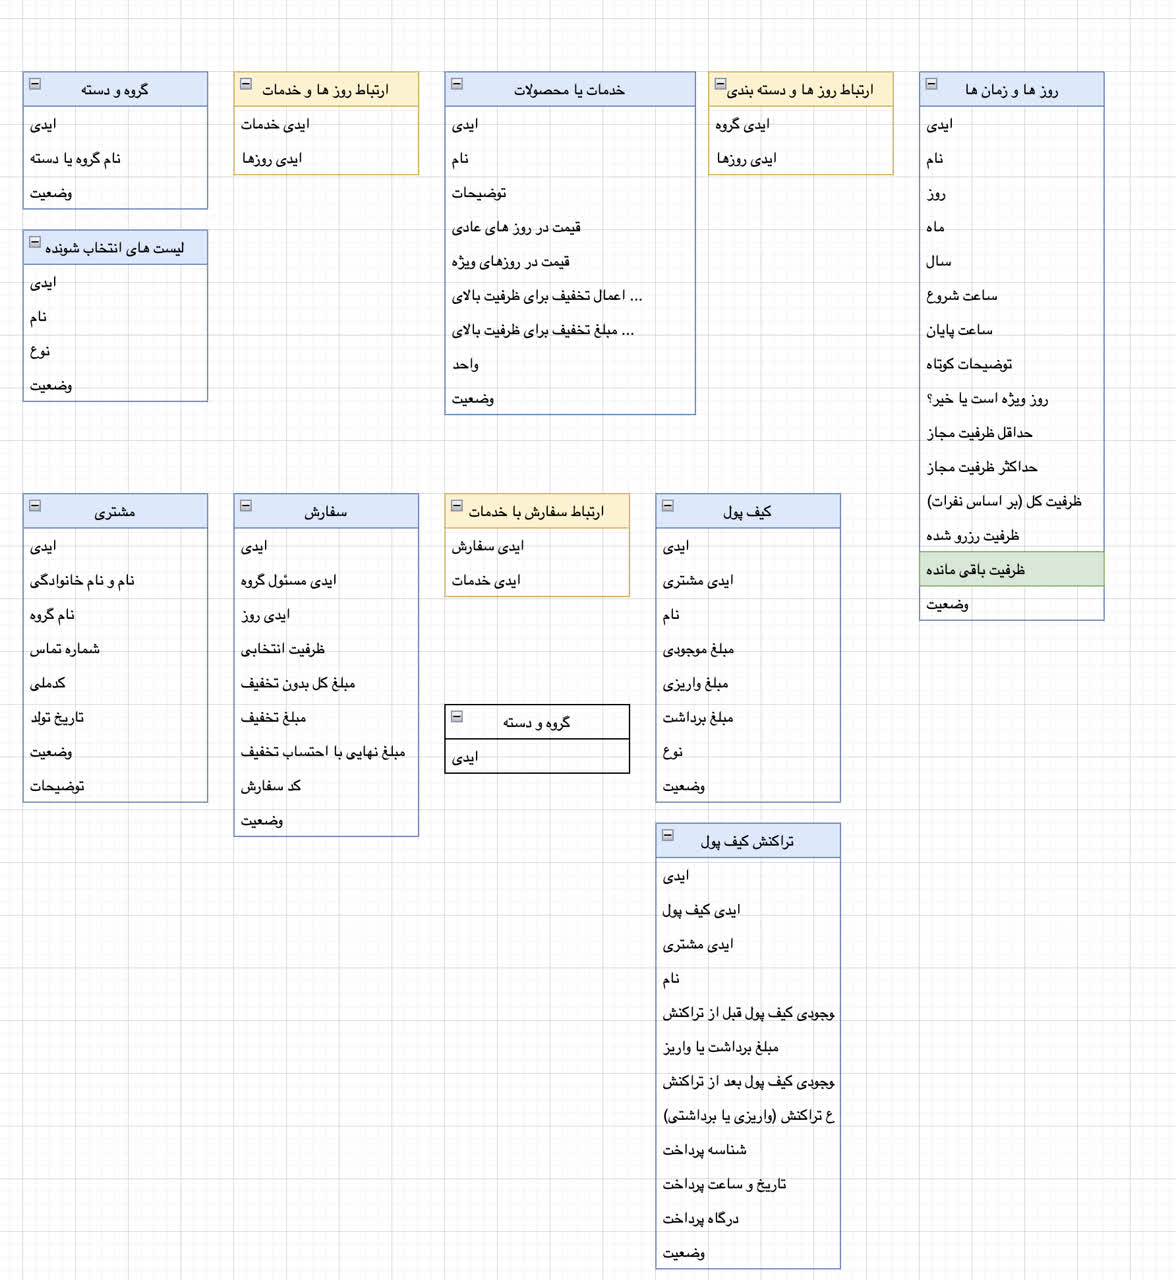 گروه و دسته
ایدی
نام گروه یا دسته
وضعیت
ارتباط روز ها و خدمات
ایدی خدمات
ایدی روزها
خدمات یا محصولات
ایدی
نام
توضیحات
قیمت در روز های عادی
قیمت در روزهای ویژه
اعمال تخفیف برای ظرفیت بالای ...
مبلغ تخفیف برای ظرفیت بالای ...
واحد
وضعیت
ارتباط روز ها و دسته بندی
ایدی گروه
ایدی روزها
روز ها و زمان ها
ایدی
نام
روز
ماه
سال
ساعت شروع
ساعت پایان
توضیحات کوتاه
روز ویژه است یا خیر؟
حداقل ظرفیت مجاز
حداکثر ظرفیت مجاز
ظرفیت کل (بر اساس نفرات)
ظرفیت رزرو شده
ظرفیت باقی مانده
وضعیت
لیست های انتخاب شونده
ایدی
نام
نوع
وضعیت
مشتری
ایدی
نام و نام خانوادگی
نام گروه
شماره تماس
کدملی
تاریخ تولد
وضعیت
توضیحات
سفارش
ایدی
ایدی مسئول گروه
ایدی روز
ظرفیت انتخابی
مبلغ کل بدون تخفیف
مبلغ تخفیف
مبلغ نهایی با احتساب تخفیف
کد سفارش
وضعیت
ارتباط سفارش با خدمات
ایدی سفارش
ایدی خدمات
گروه و دسته
ایدی
کیف پول
ایدی
ایدی مشتری
نام
مبلغ موجودی
مبلغ واریزی
مبلغ برداشت
نوع
وضعیت
تراکنش کیف پول
ایدی
ایدی کیف پول
ایدی مشتری
نام
وجودی کیف پول قبل از تراکنش
مبلغ برداشت یا واریز
وجودی کیف پول بعد از تراکنش
ع تراکنش (واریزی یا برداشتی)
شناسه پرداخت
تاریخ و ساعت پرداخت
درگاه پرداخت
وضعیت